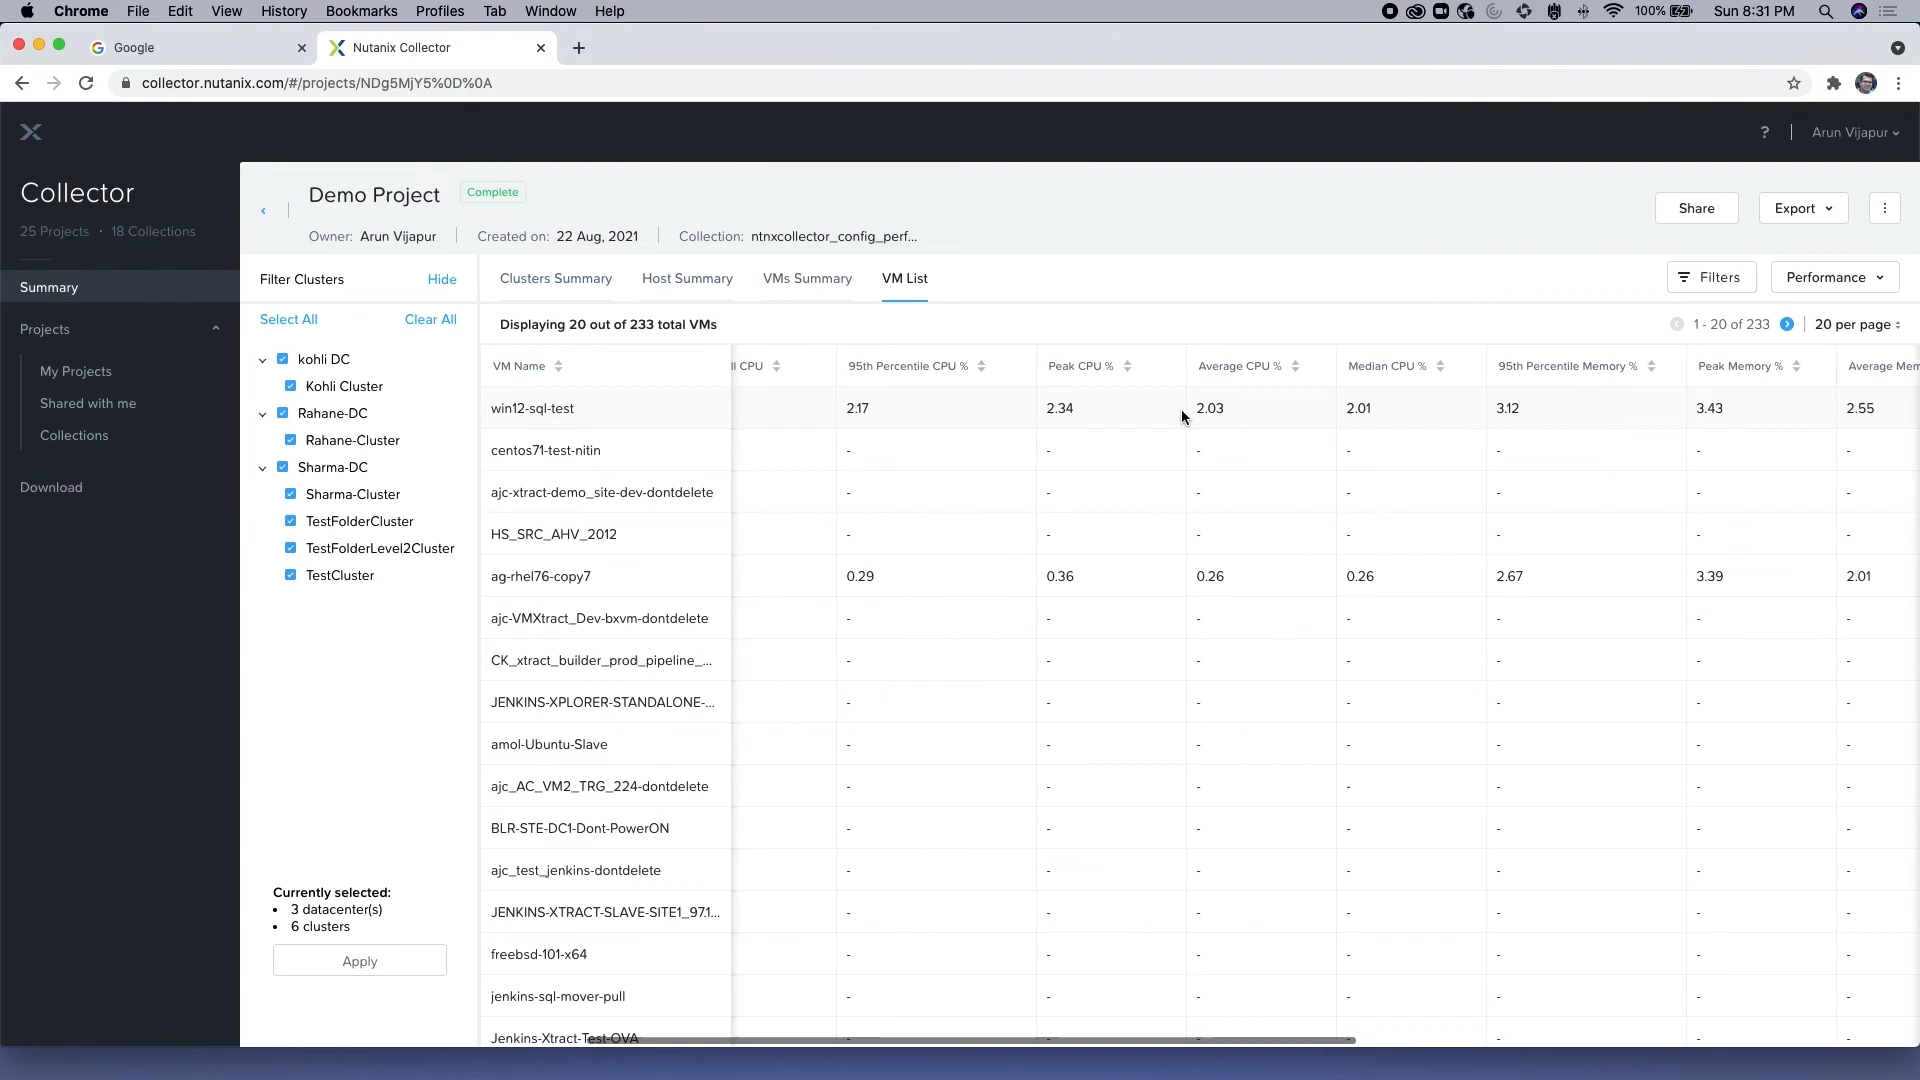 Chrome File Edit View History Bookmarks Profiles Tab Window Help 100% Sun 8:31 PM
Google Nutanix Collector
collector.nutanix.com/#/projects/NDg5MjY5%0D%0A
? Arun Vijapur
Collector
25 Projects • 18 Collections
Summary
Projects
My Projects
Shared with me
Collections
Download
Demo Project Complete
Owner: Arun Vijapur Created on: 22 Aug, 2021 Collection: ntnxcollector_config_perf...
Share Export
Filter Clusters Hide
Select All Clear All
kohli DC
Kohli Cluster
Rahane-DC
Rahane-Cluster
Sharma-DC
Sharma-Cluster
TestFolderCluster
TestFolderLevel2Cluster
TestCluster
Currently selected:
• 3 datacenter(s)
• 6 clusters
Apply
Clusters Summary Host Summary VMs Summary VM List Filters Performance
Displaying 20 out of 233 total VMs 1 - 20 of 233 20 per page
VM Name ll CPU 95th Percentile CPU % Peak CPU % Average CPU % Median CPU % 95th Percentile Memory % Peak Memory % Average Mem
win12-sql-test 2.17 2.34 2.03 2.01 3.12 3.43 2.55
centos71-test-nitin - - - - - - -
ajc-xtract-demo_site-dev-dontdelete - - - - - - -
HS_SRC_AHV_2012 - - - - - - -
ag-rhel76-copy7 0.29 0.36 0.26 0.26 2.67 3.39 2.01
ajc-VMXtract_Dev-bxvm-dontdelete - - - - - - -
CK_xtract_builder_prod_pipeline_... - - - - - - -
JENKINS-XPLORER-STANDALONE-... - - - - - - -
amol-Ubuntu-Slave - - - - - - -
ajc_AC_VM2_TRG_224-dontdelete - - - - - - -
BLR-STE-DC1-Dont-PowerON - - - - - - -
ajc_test_jenkins-dontdelete - - - - - - -
JENKINS-XTRACT-SLAVE-SITE1_97.1... - - - - - - -
freebsd-101-x64 - - - - - - -
jenkins-sql-mover-pull - - - - - - -
Jenkins-Xtract-Test-OVA - - - - - - -